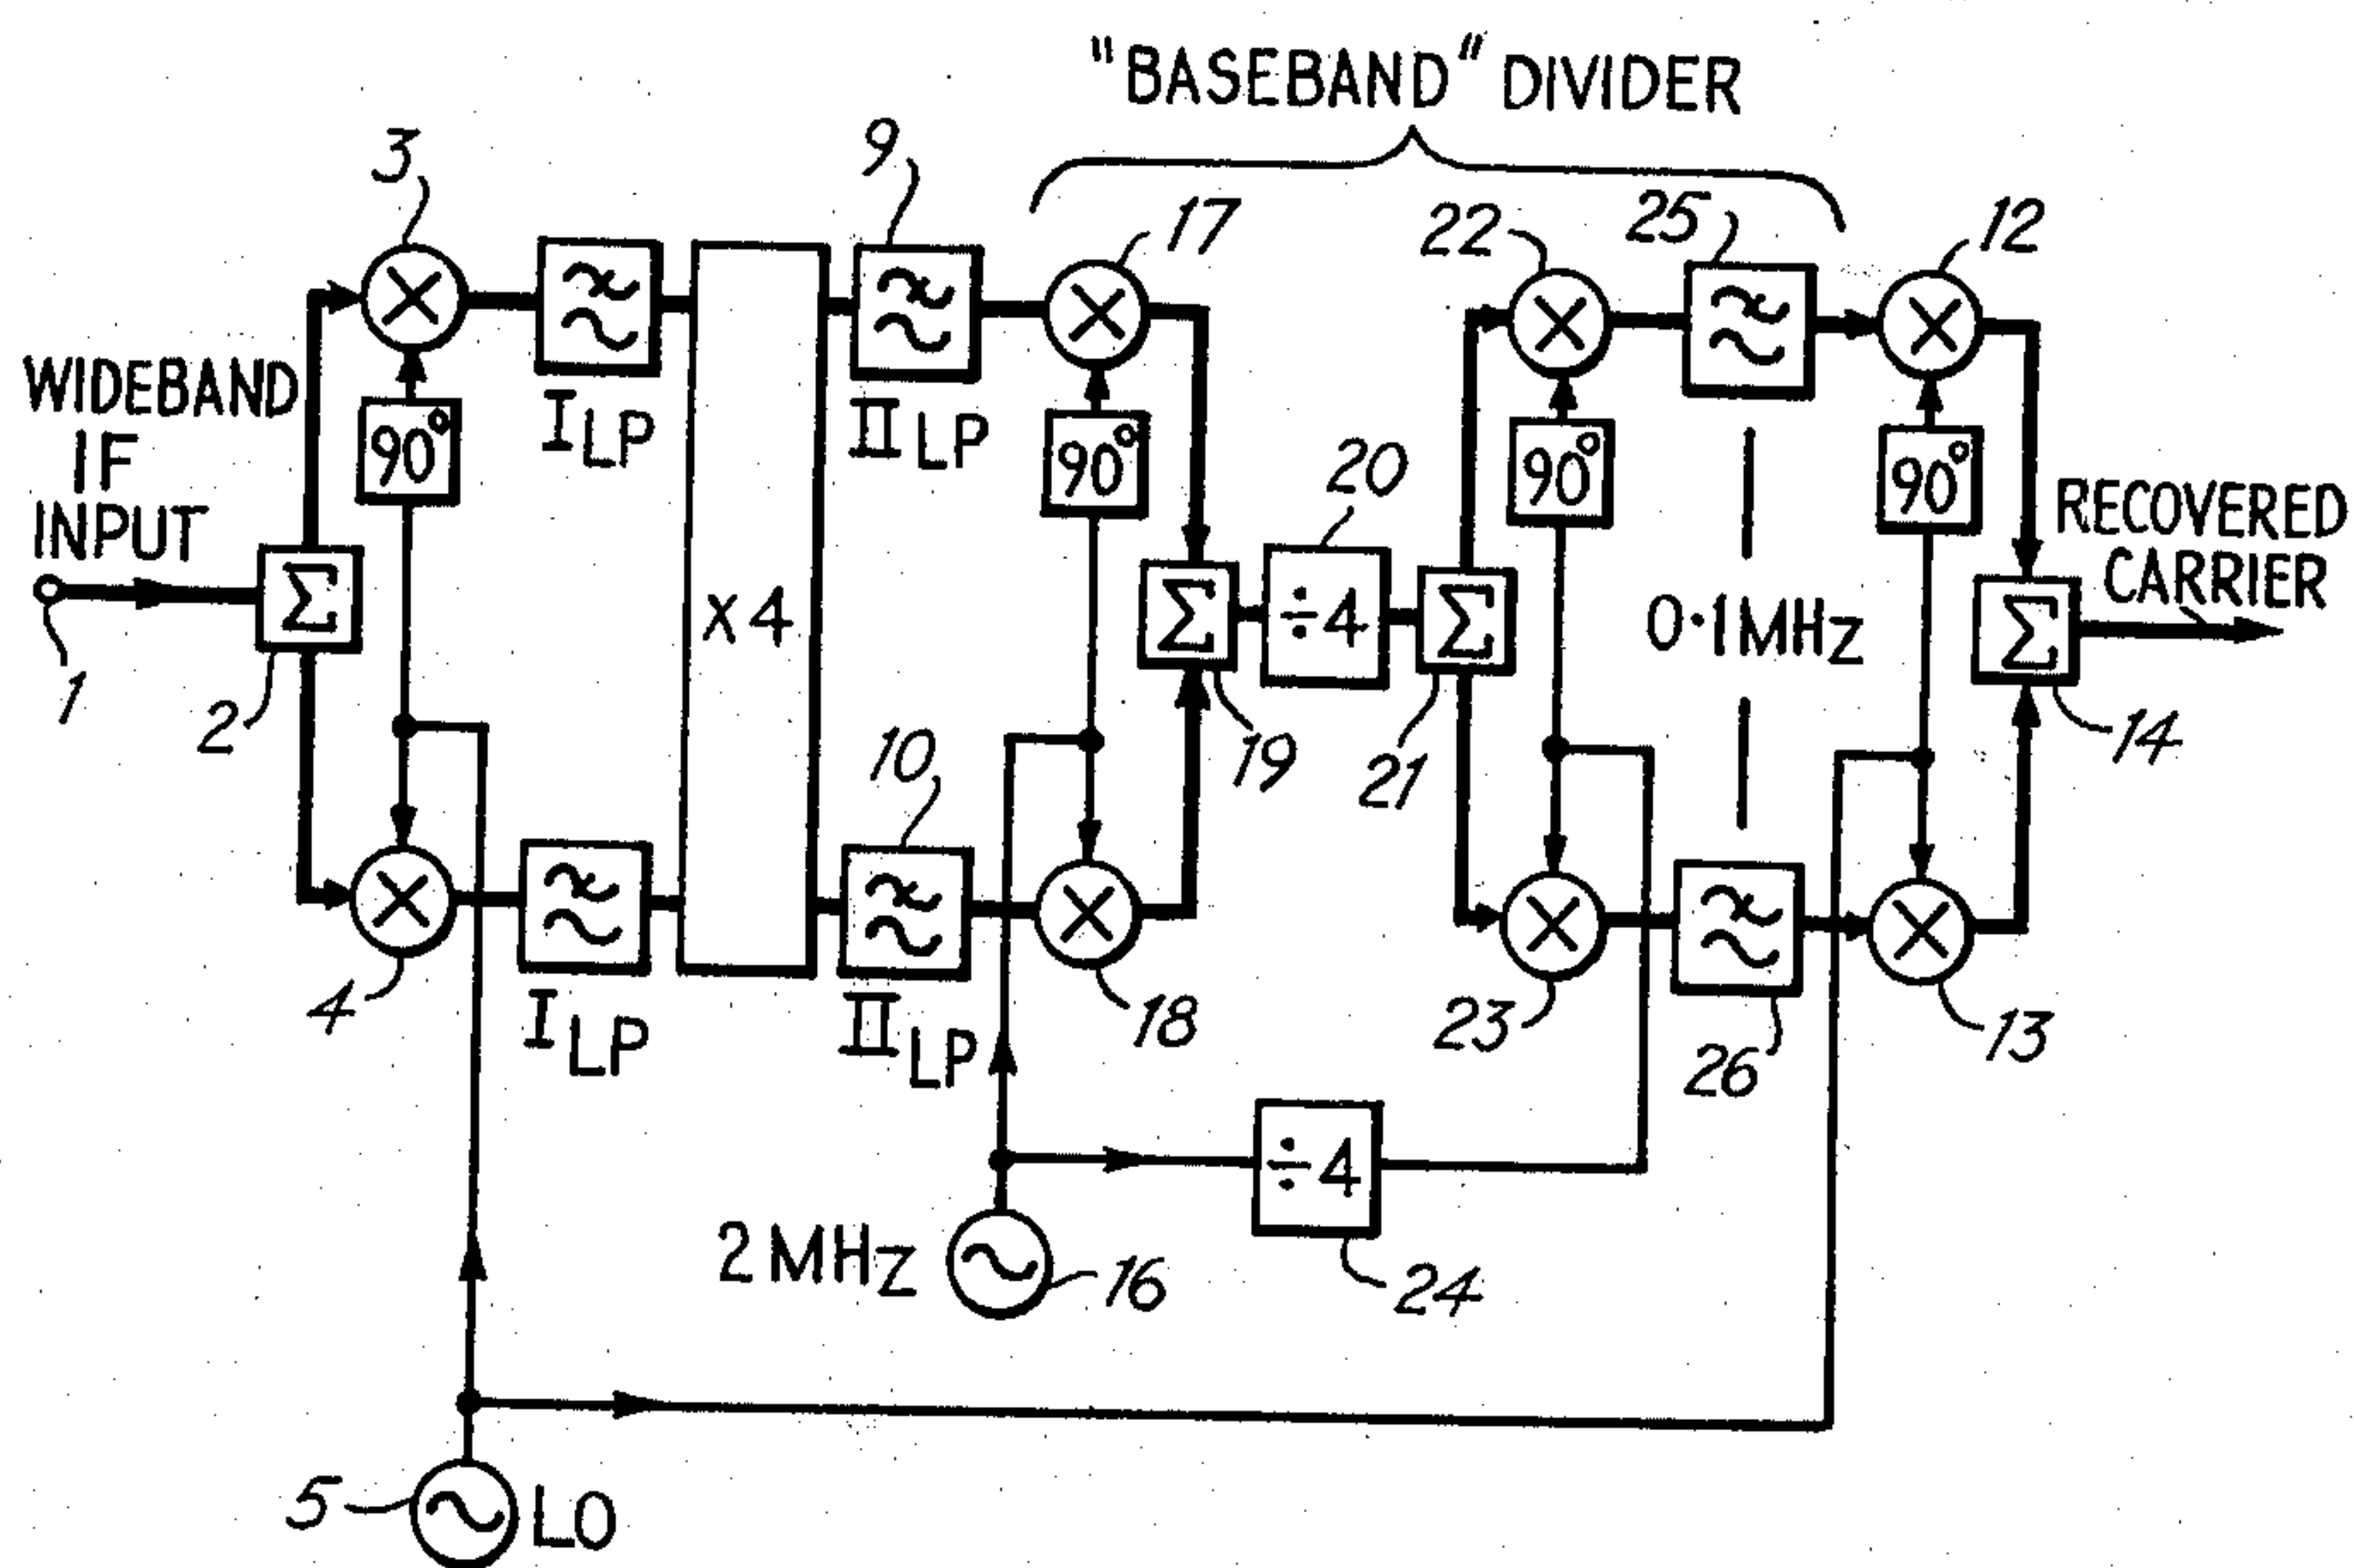 "BASEBAND" DIVIDER
3
9
17
22
25
12
WIDEBAND
IF
INPUT
90°
I LP
II LP
90°
90°
90°
20
RECOVERED
CARRIER
Σ
X4
Σ
÷4
Σ
0·1MHZ
Σ
1
2
10
19
21
14
4
I LP
II LP
18
23
26
13
÷4
2MHZ
16
24
5
LO